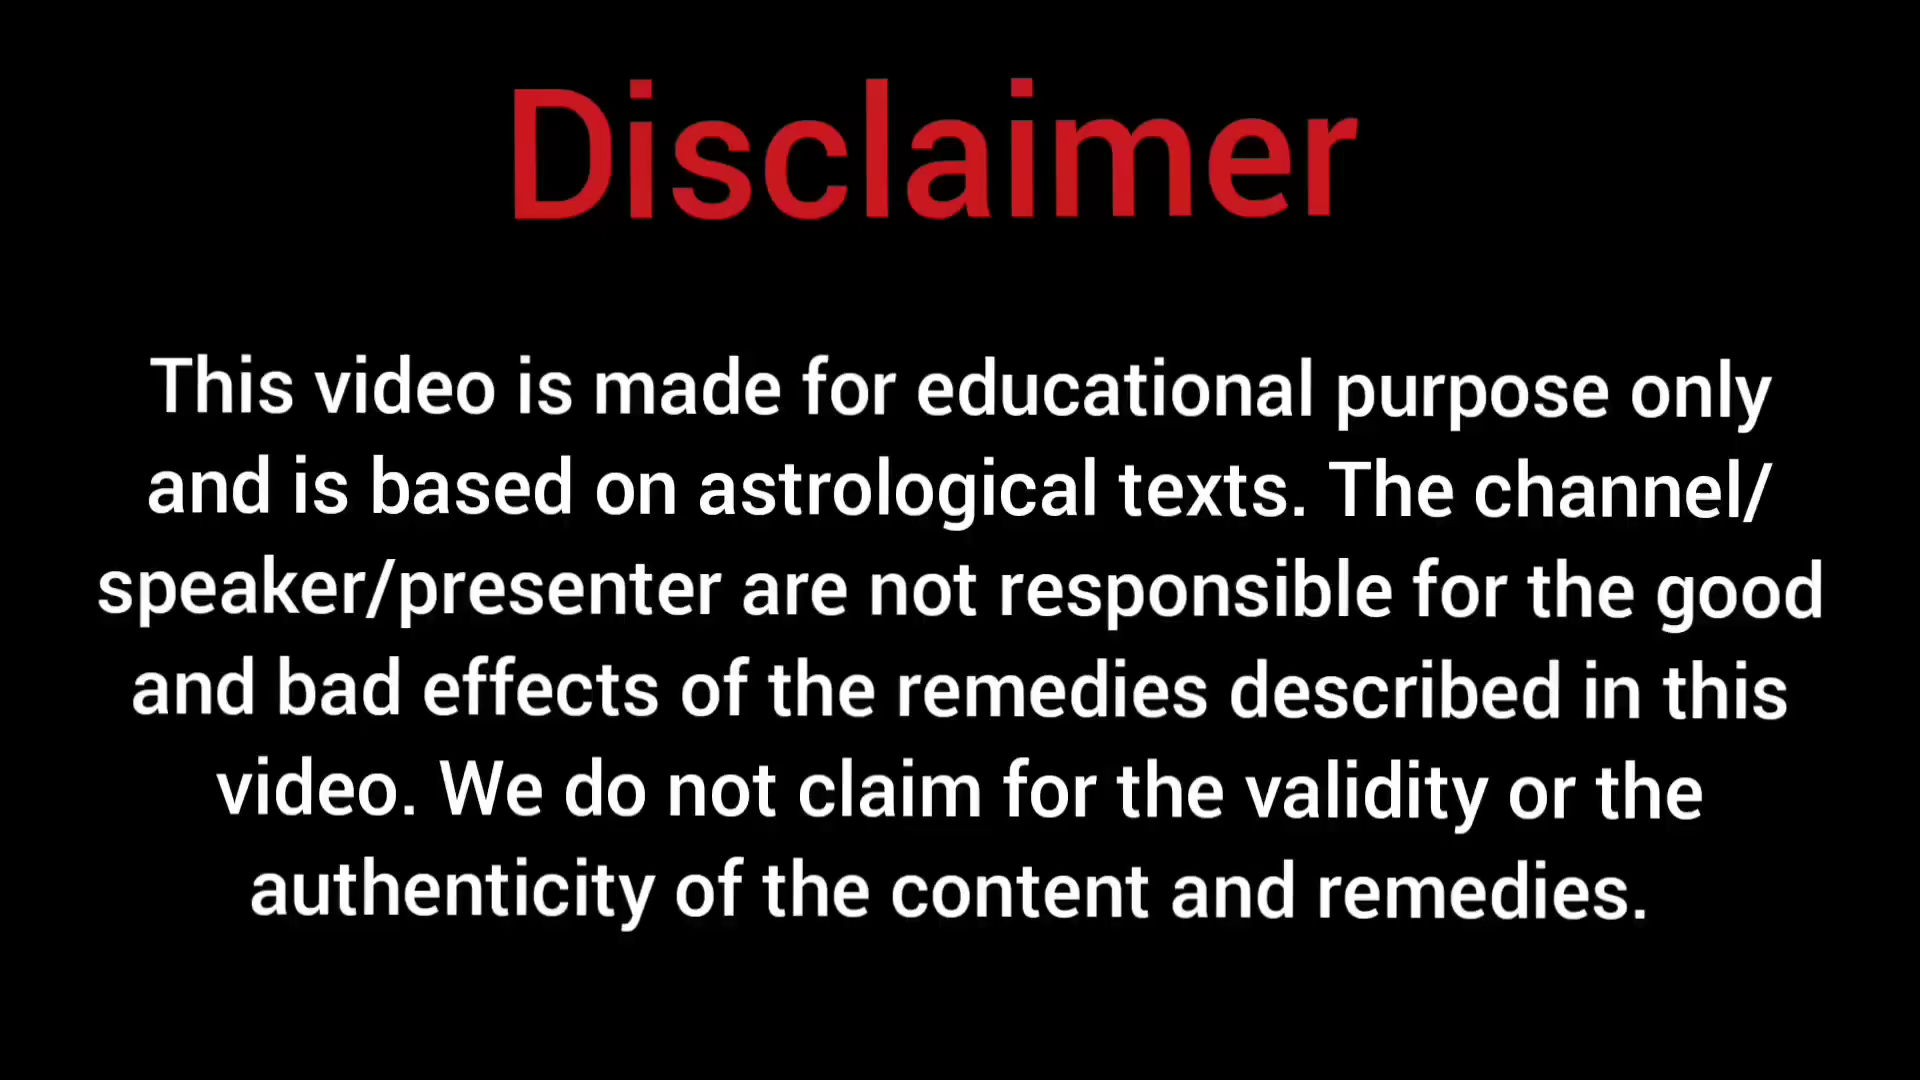 Disclaimer
This video is made for educational purpose only
and is based on astrological texts. The channel/
speaker/presenter are not responsible for the good
and bad effects of the remedies described in this
video. We do not claim for the validity or the
authenticity of the content and remedies.